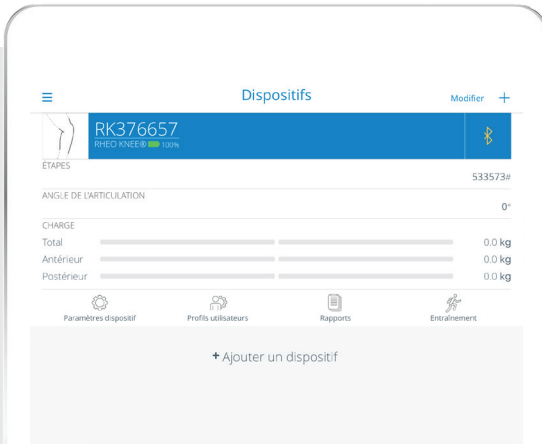 Dispositifs
Modifier +
RK376657
RHEO KNEE® 100%
ÉTAPES
533573#
ANGLE DE L'ARTICULATION
0°
CHARGE
Total 0.0 kg
Antérieur 0.0 kg
Postérieur 0.0 kg
Paramètres dispositif Profils utilisateurs Rapports Entraînement
+ Ajouter un dispositif